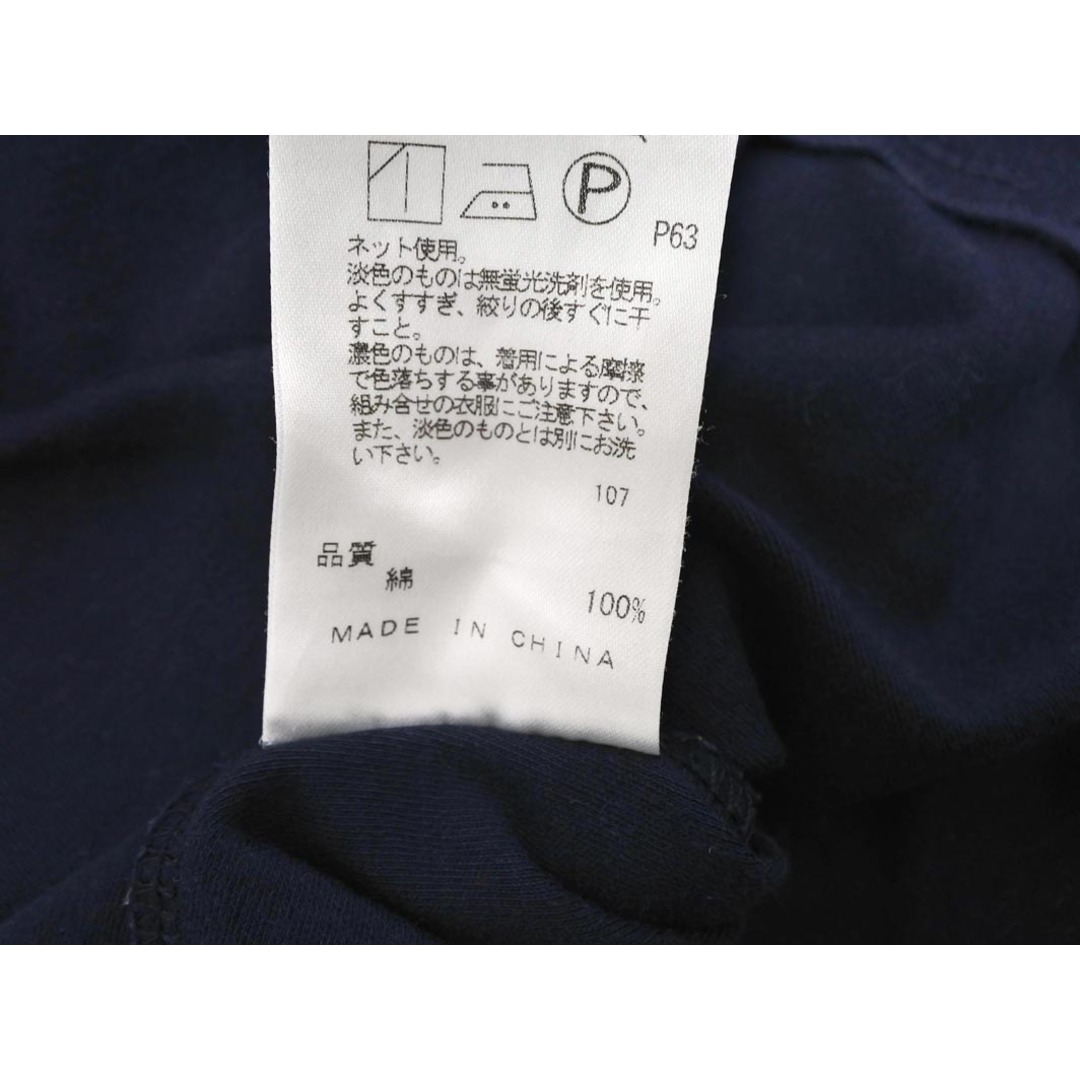 P
P63
ネット使用。
淡色のものは無蛍光洗剤を使用。
よくすすぎ、絞りの後すぐに干
すこと。
濃色のものは、着用による摩擦
で色落ちする事がありますので、
組み合せの衣服にご注意下さい。
また、淡色のものとは別にお洗
い下さい。
107
品質
綿 100%
MADE IN CHINA